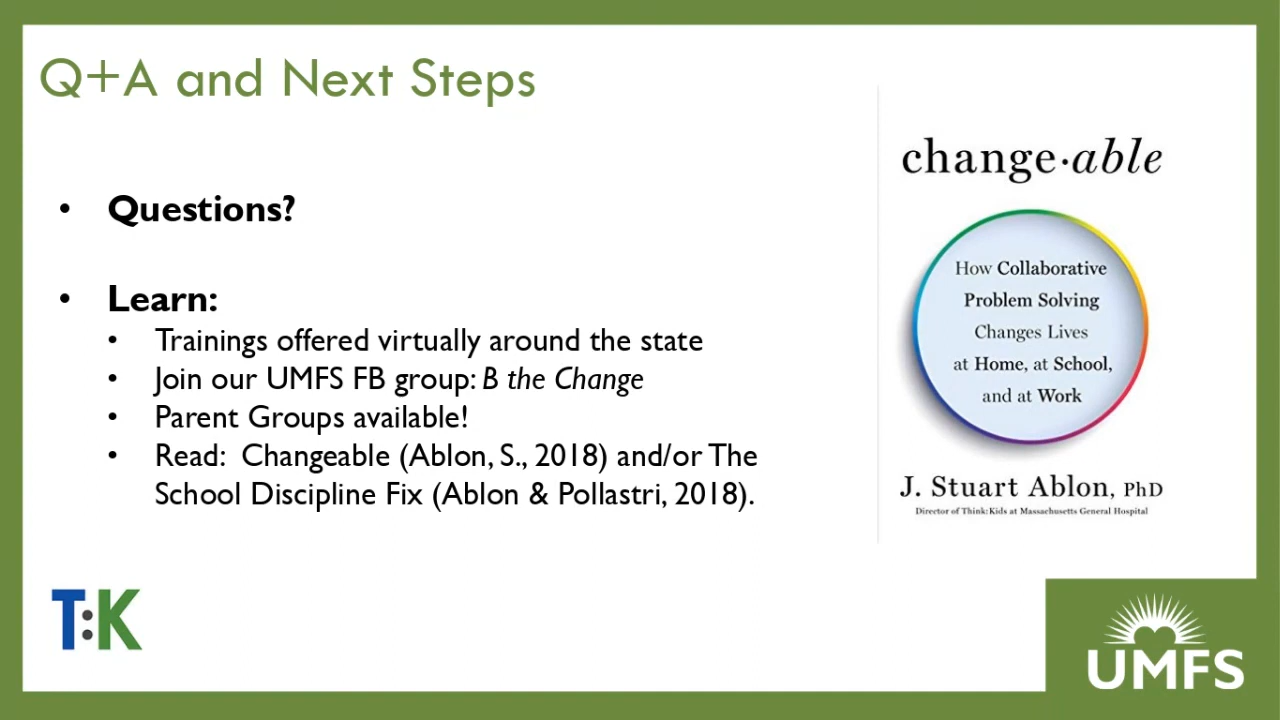 Q+A and Next Steps
• Questions?
• Learn:
• Trainings offered virtually around the state
• Join our UMFS FB group: B the Change
• Parent Groups available!
• Read:  Changeable (Ablon, S., 2018) and/or The
School Discipline Fix (Ablon & Pollastri, 2018).
change·able
How Collaborative
Problem Solving
Changes Lives
at Home, at School,
and at Work
J. Stuart Ablon, PhD
Director of Think:Kids at Massachusetts General Hospital
T:K
UMFS